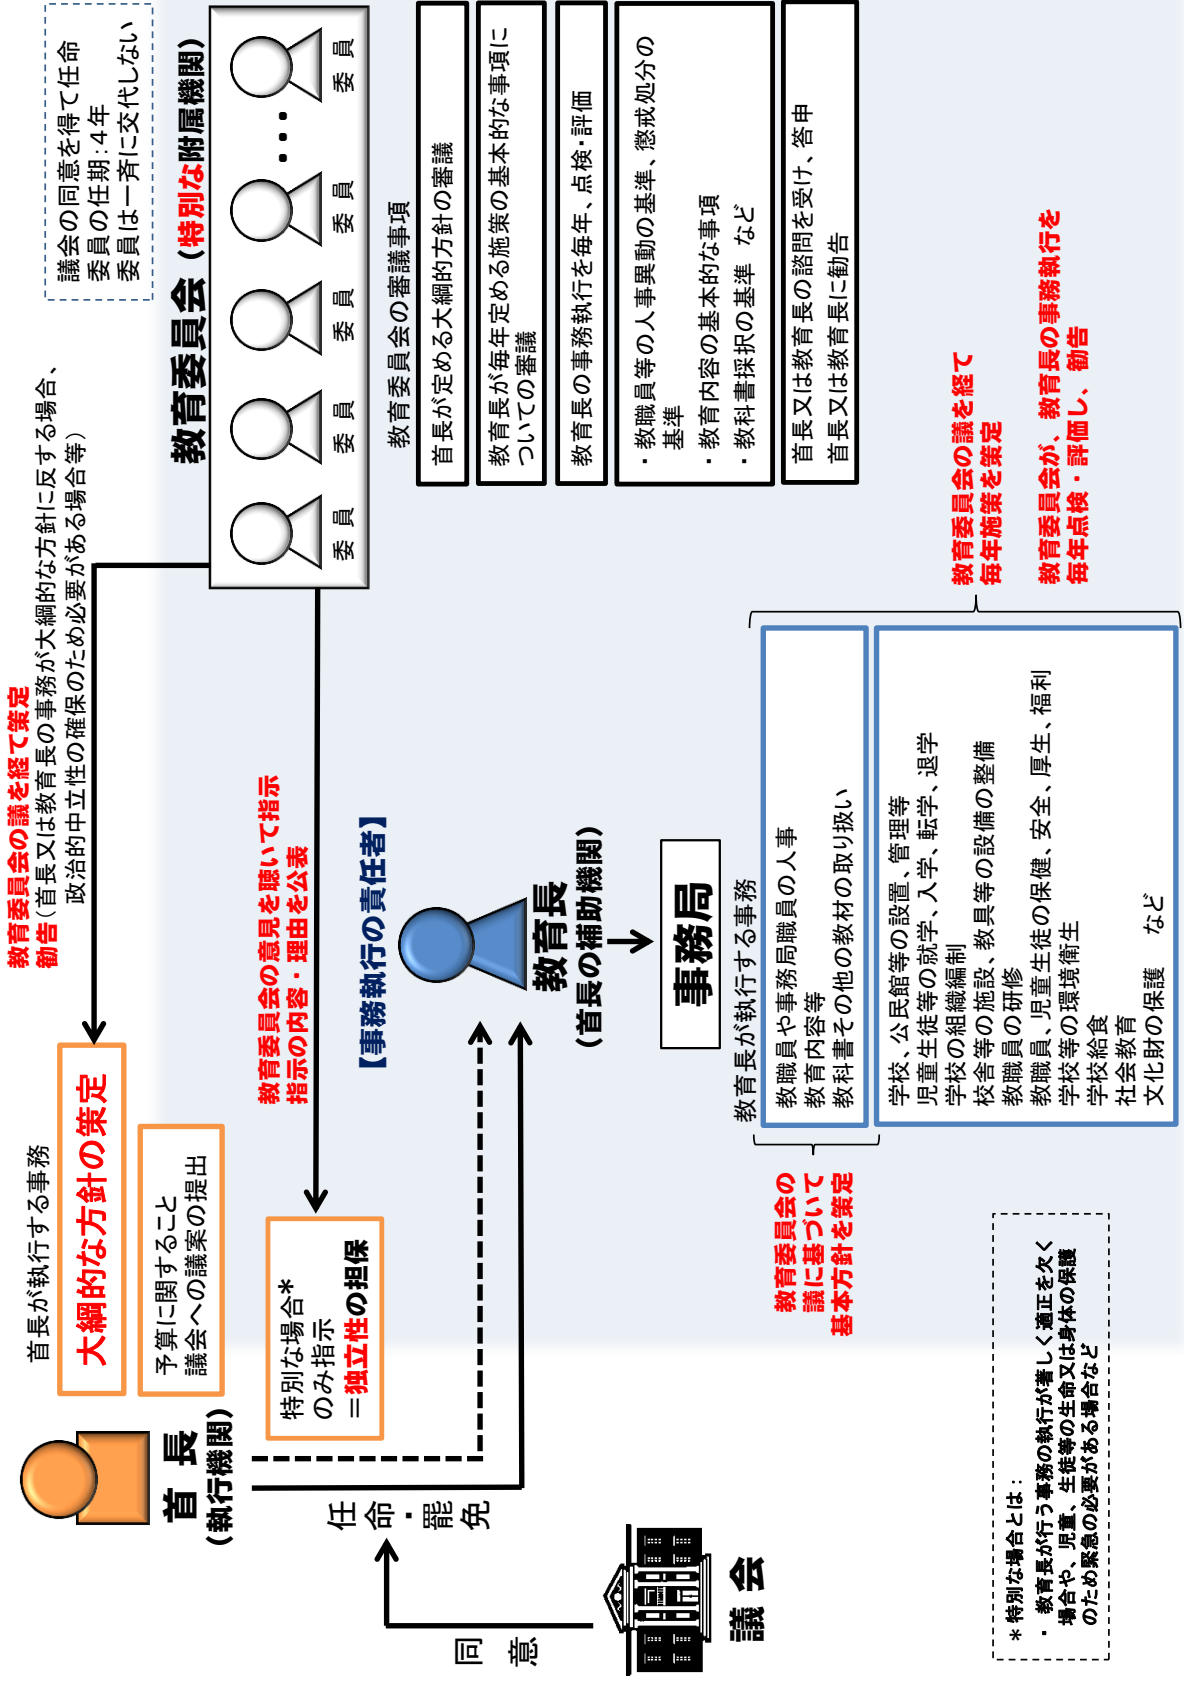 首長が執行する事務
大綱的な方針の策定
予算に関すること
議会への議案の提出
首 長
(執行機関)
特別な場合*
のみ指示
＝独立性の担保
任命・罷免
同 意
議 会
教育委員会の議を経て策定
勧告(首長又は教育長の事務が大綱的な方針に反する場合、
政治的中立性の確保のため必要がある場合等)
教育委員会の意見を聴いて指示
指示の内容・理由を公表
【事務執行の責任者】
教育長
(首長の補助機関)
事務局
教育長が執行する事務
教職員や事務局職員の人事
教育内容等
教科書その他の教材の取り扱い
学校、公民館等の設置、管理等
児童生徒等の就学、入学、転学、退学
学校の組織編制
校舎等の施設、教具等の設備の整備
教職員の研修
教職員、児童生徒の保健、安全、厚生、福利
学校等の環境衛生
学校給食
社会教育
文化財の保護 など
教育委員会の
議に基づいて
基本方針を策定
議会の同意を得て任命
委員の任期：４年
委員は一斉に交代しない
教育委員会(特別な附属機関)
委員
委員
委員
委員
・・・
委員
教育委員会の審議事項
首長が定める大綱的方針の審議
教育長が毎年定める施策の基本的な事項に
ついての審議
教育長の事務執行を毎年、点検・評価
・教職員等の人事異動の基準、懲戒処分の
基準
・教育内容の基本的な事項
・教科書採択の基準 など
首長又は教育長の諮問を受け、答申
首長又は教育長に勧告
教育委員会の議を経て
毎年施策を策定
教育委員会が、教育長の事務執行を
毎年点検・評価し、勧告
＊特別な場合とは：
・ 教育長が行う事務の執行が著しく適正を欠く
場合や、児童、生徒等の生命又は身体の保護
のため緊急の必要がある場合など